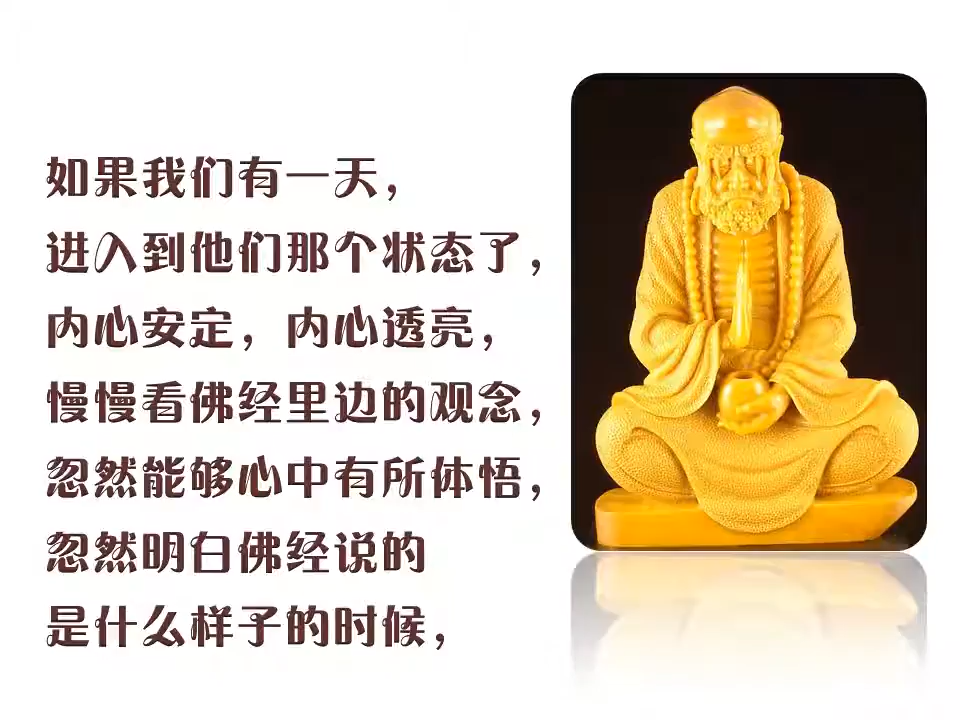 如果我们有一天，
进入到他们那个状态了，
内心安定，内心透亮，
慢慢看佛经里边的观念，
忽然能够心中有所体悟，
忽然明白佛经说的
是什么样子的时候，